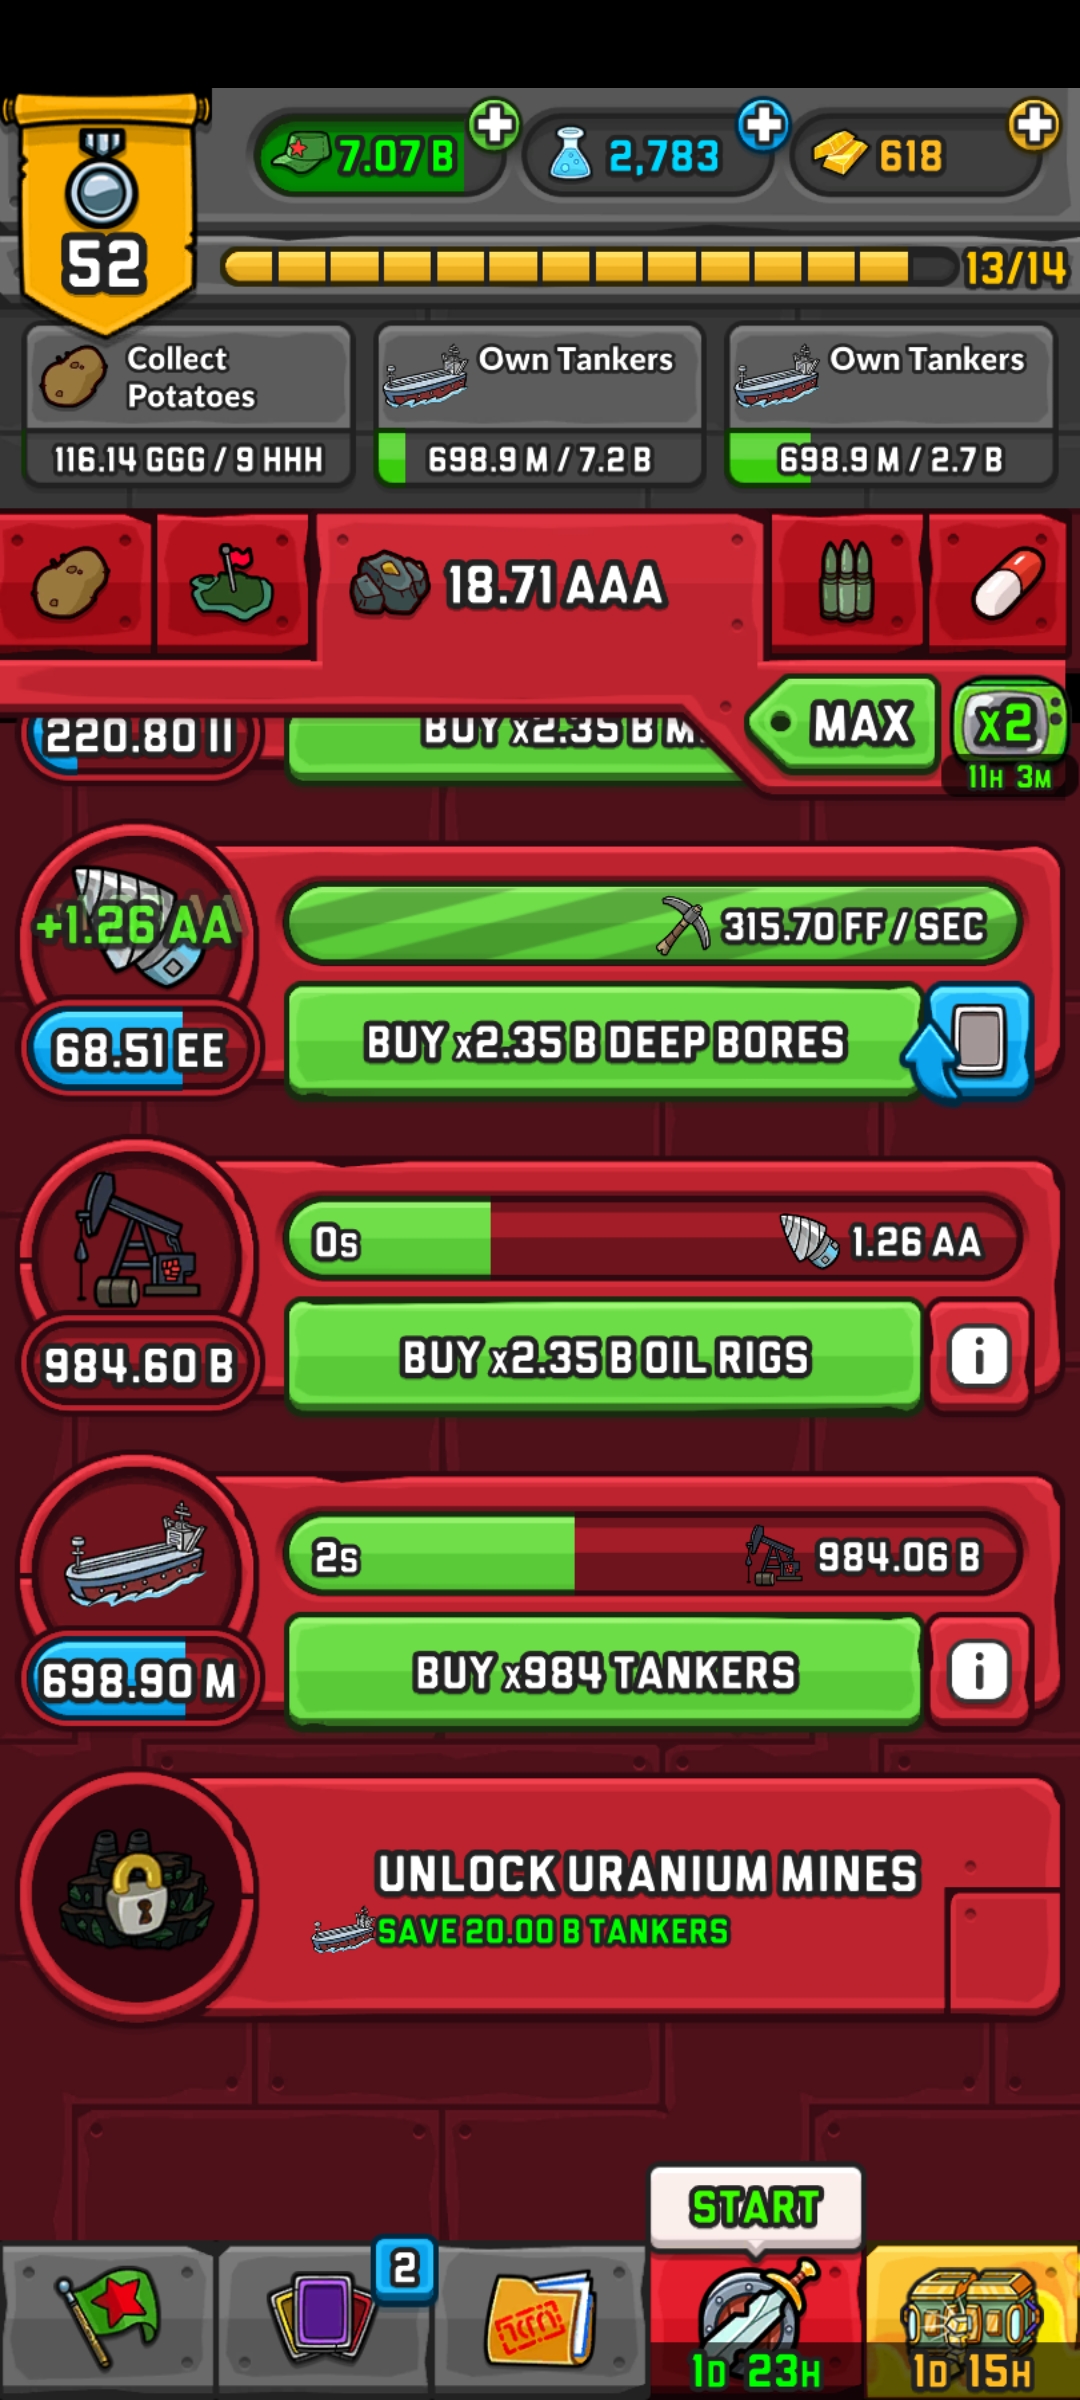 7.07 B
2,783
618
52
13/14
Collect
Potatoes
116.14 GGG / 9 HHH
Own Tankers
698.9 M / 7.2 B
Own Tankers
698.9 M / 2.7 B
18.71 AAA
MAX
x2
11H 3M
220.80 II
BUY x2.35 B M
+1.26 AA
315.70 FF / SEC
68.51 EE
BUY x2.35 B DEEP BORES
0s
1.26 AA
984.60 B
BUY x2.35 B OIL RIGS
i
2s
984.06 B
698.90 M
BUY x984 TANKERS
i
UNLOCK URANIUM MINES
SAVE 20.00 B TANKERS
START
2
1D 23H
1D 15H